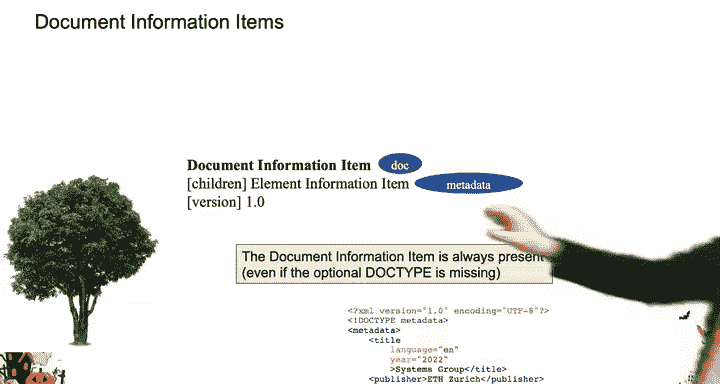 Document Information Items
Document Information Item doc
[children] Element Information Item metadata
[version] 1.0
The Document Information Item is always present
(even if the optional DOCTYPE is missing)
<?xml version="1.0" encoding="UTF-8"?>
<!DOCTYPE metadata>
<metadata>
<title
language="en"
year="2022"
>Systems Group</title>
<publisher>ETH Zurich</publisher>